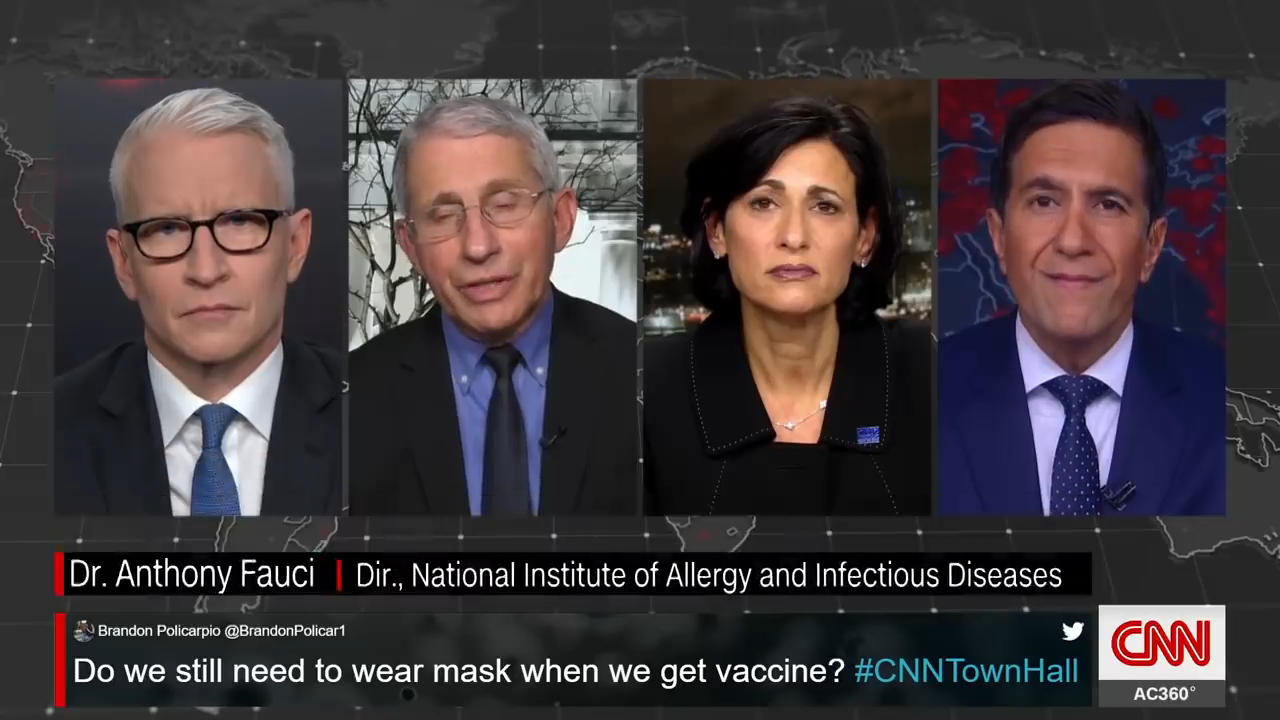 Dr. Anthony Fauci | Dir., National Institute of Allergy and Infectious Diseases
Brandon Policarpio @BrandonPolicar1
Do we still need to wear mask when we get vaccine? #CNNTownHall
CNN
AC360°